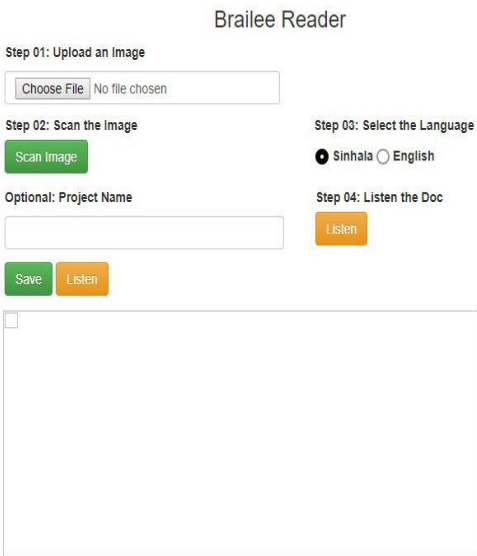 Brailee Reader
Step 01: Upload an Image
Choose File No file chosen
Step 02: Scan the Image
Scan Image
Step 03: Select the Language
Sinhala English
Optional: Project Name
Step 04: Listen the Doc
Listen
Save Listen